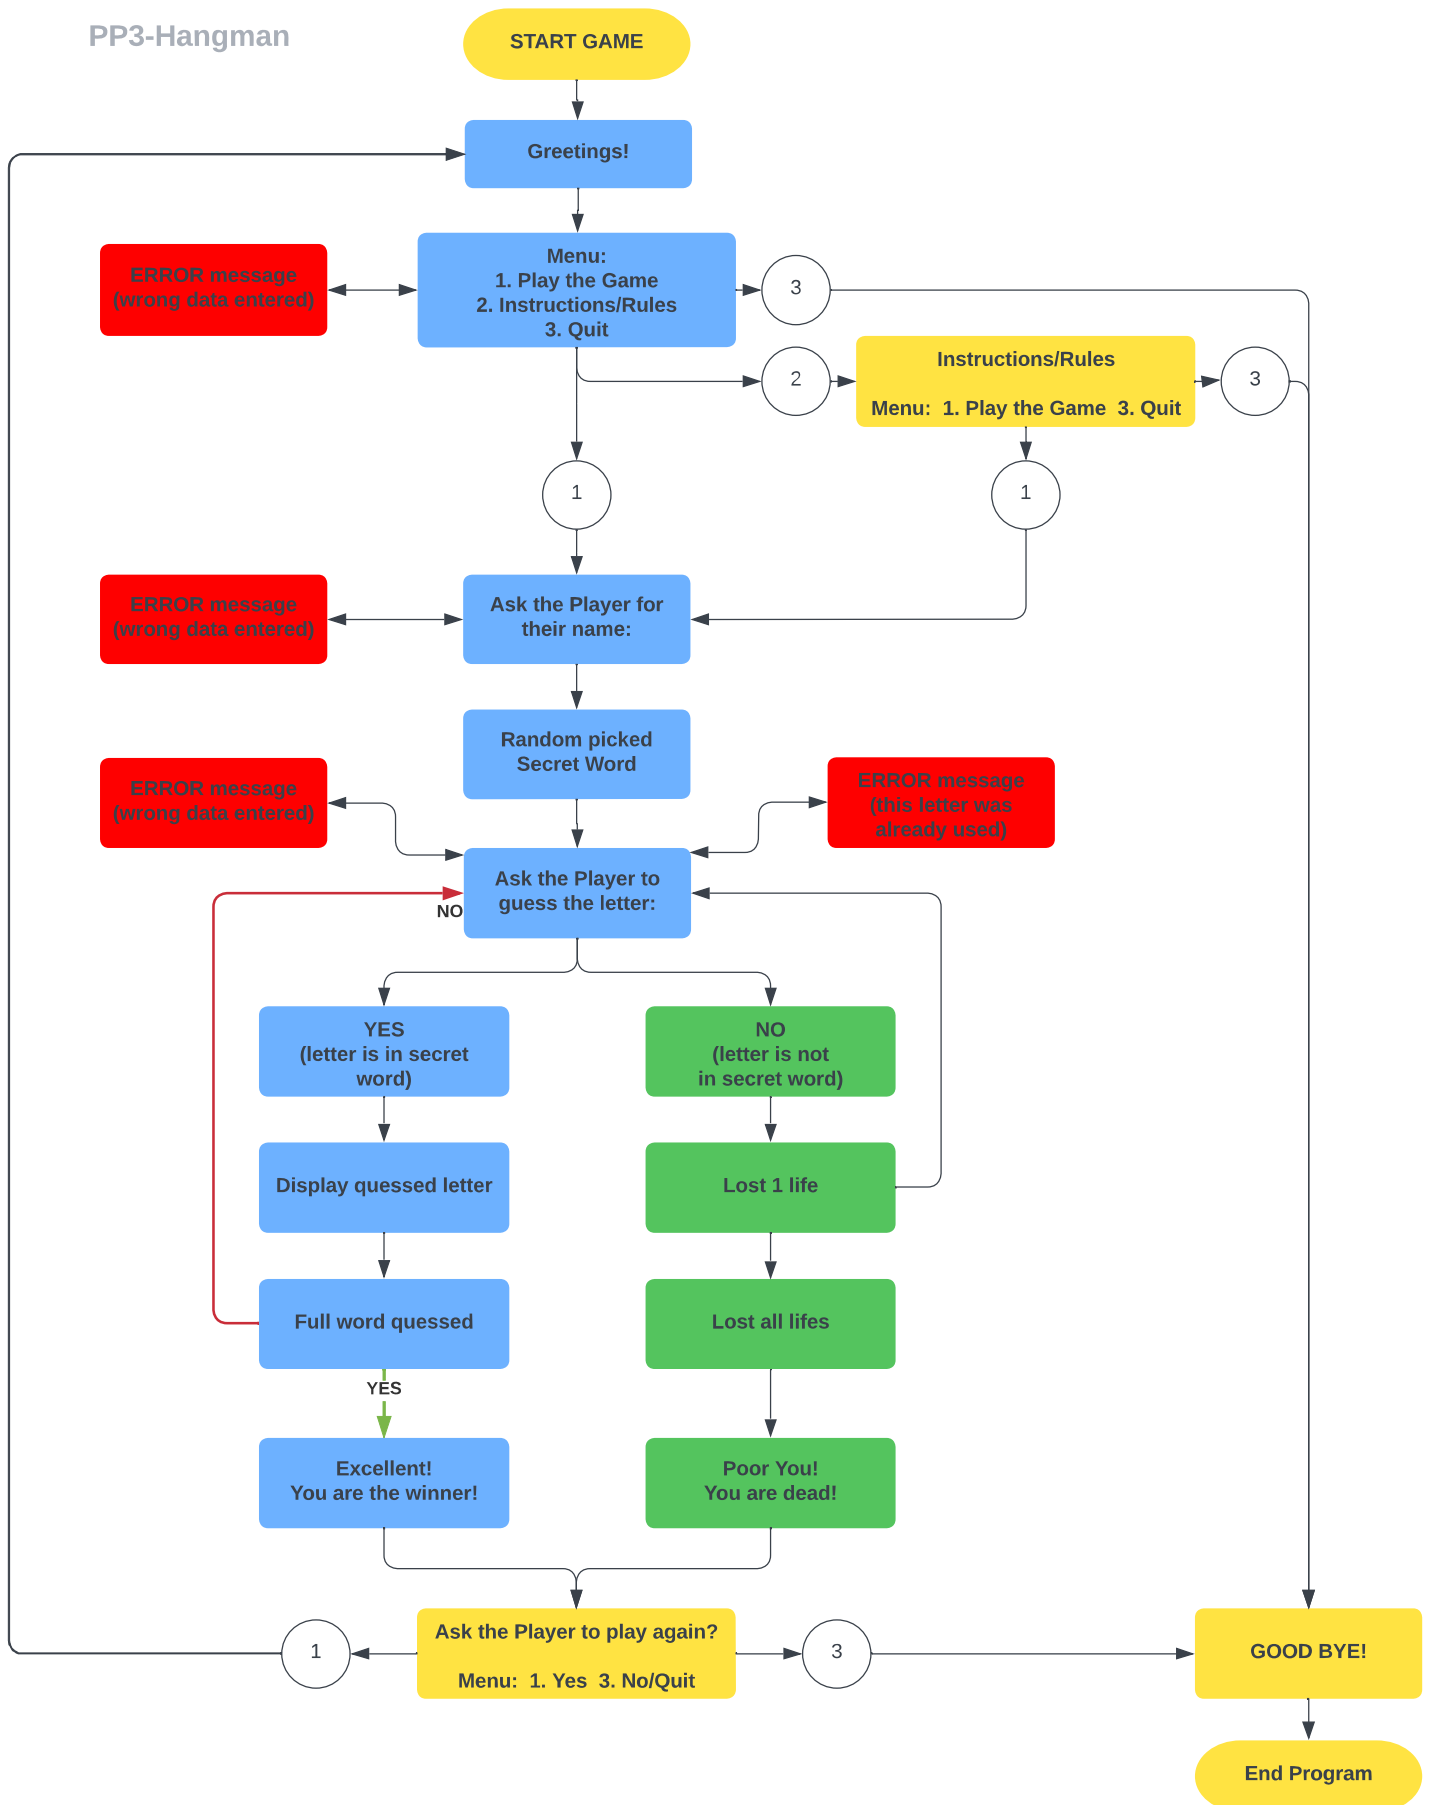 PP3-Hangman
START GAME
Greetings!
ERROR message
(wrong data entered)
Menu:
1. Play the Game
2. Instructions/Rules
3. Quit
3
2
Instructions/Rules
Menu:  1. Play the Game  3. Quit
3
1
1
ERROR message
(wrong data entered)
Ask the Player for
their name:
Random picked
Secret Word
ERROR message
(wrong data entered)
ERROR message
(this letter was
already used)
Ask the Player to
guess the letter:
NO
YES
(letter is in secret
word)
NO
(letter is not
in secret word)
Display quessed letter
Lost 1 life
Full word quessed
Lost all lifes
YES
Excellent!
You are the winner!
Poor You!
You are dead!
1
Ask the Player to play again?
Menu:  1. Yes  3. No/Quit
3
GOOD BYE!
End Program